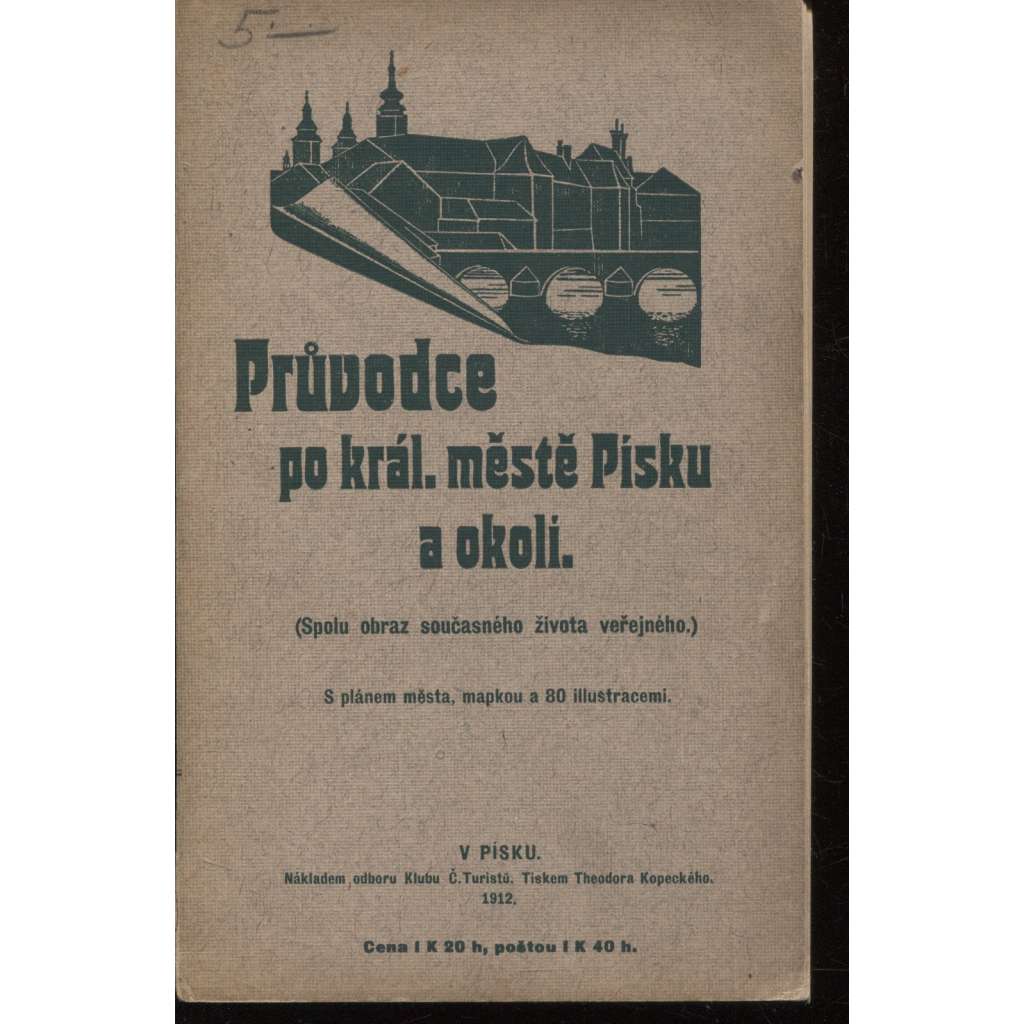 5.—
Průvodce
po král. městě Písku
a okolí.
(Spolu obraz současného života veřejného.)
S plánem města, mapkou a 80 illustracemi.
V PÍSKU.
Nákladem odboru Klubu Č. Turistů. Tiskem Theodora Kopeckého.
1912.
Cena I K 20 h, poštou I K 40 h.